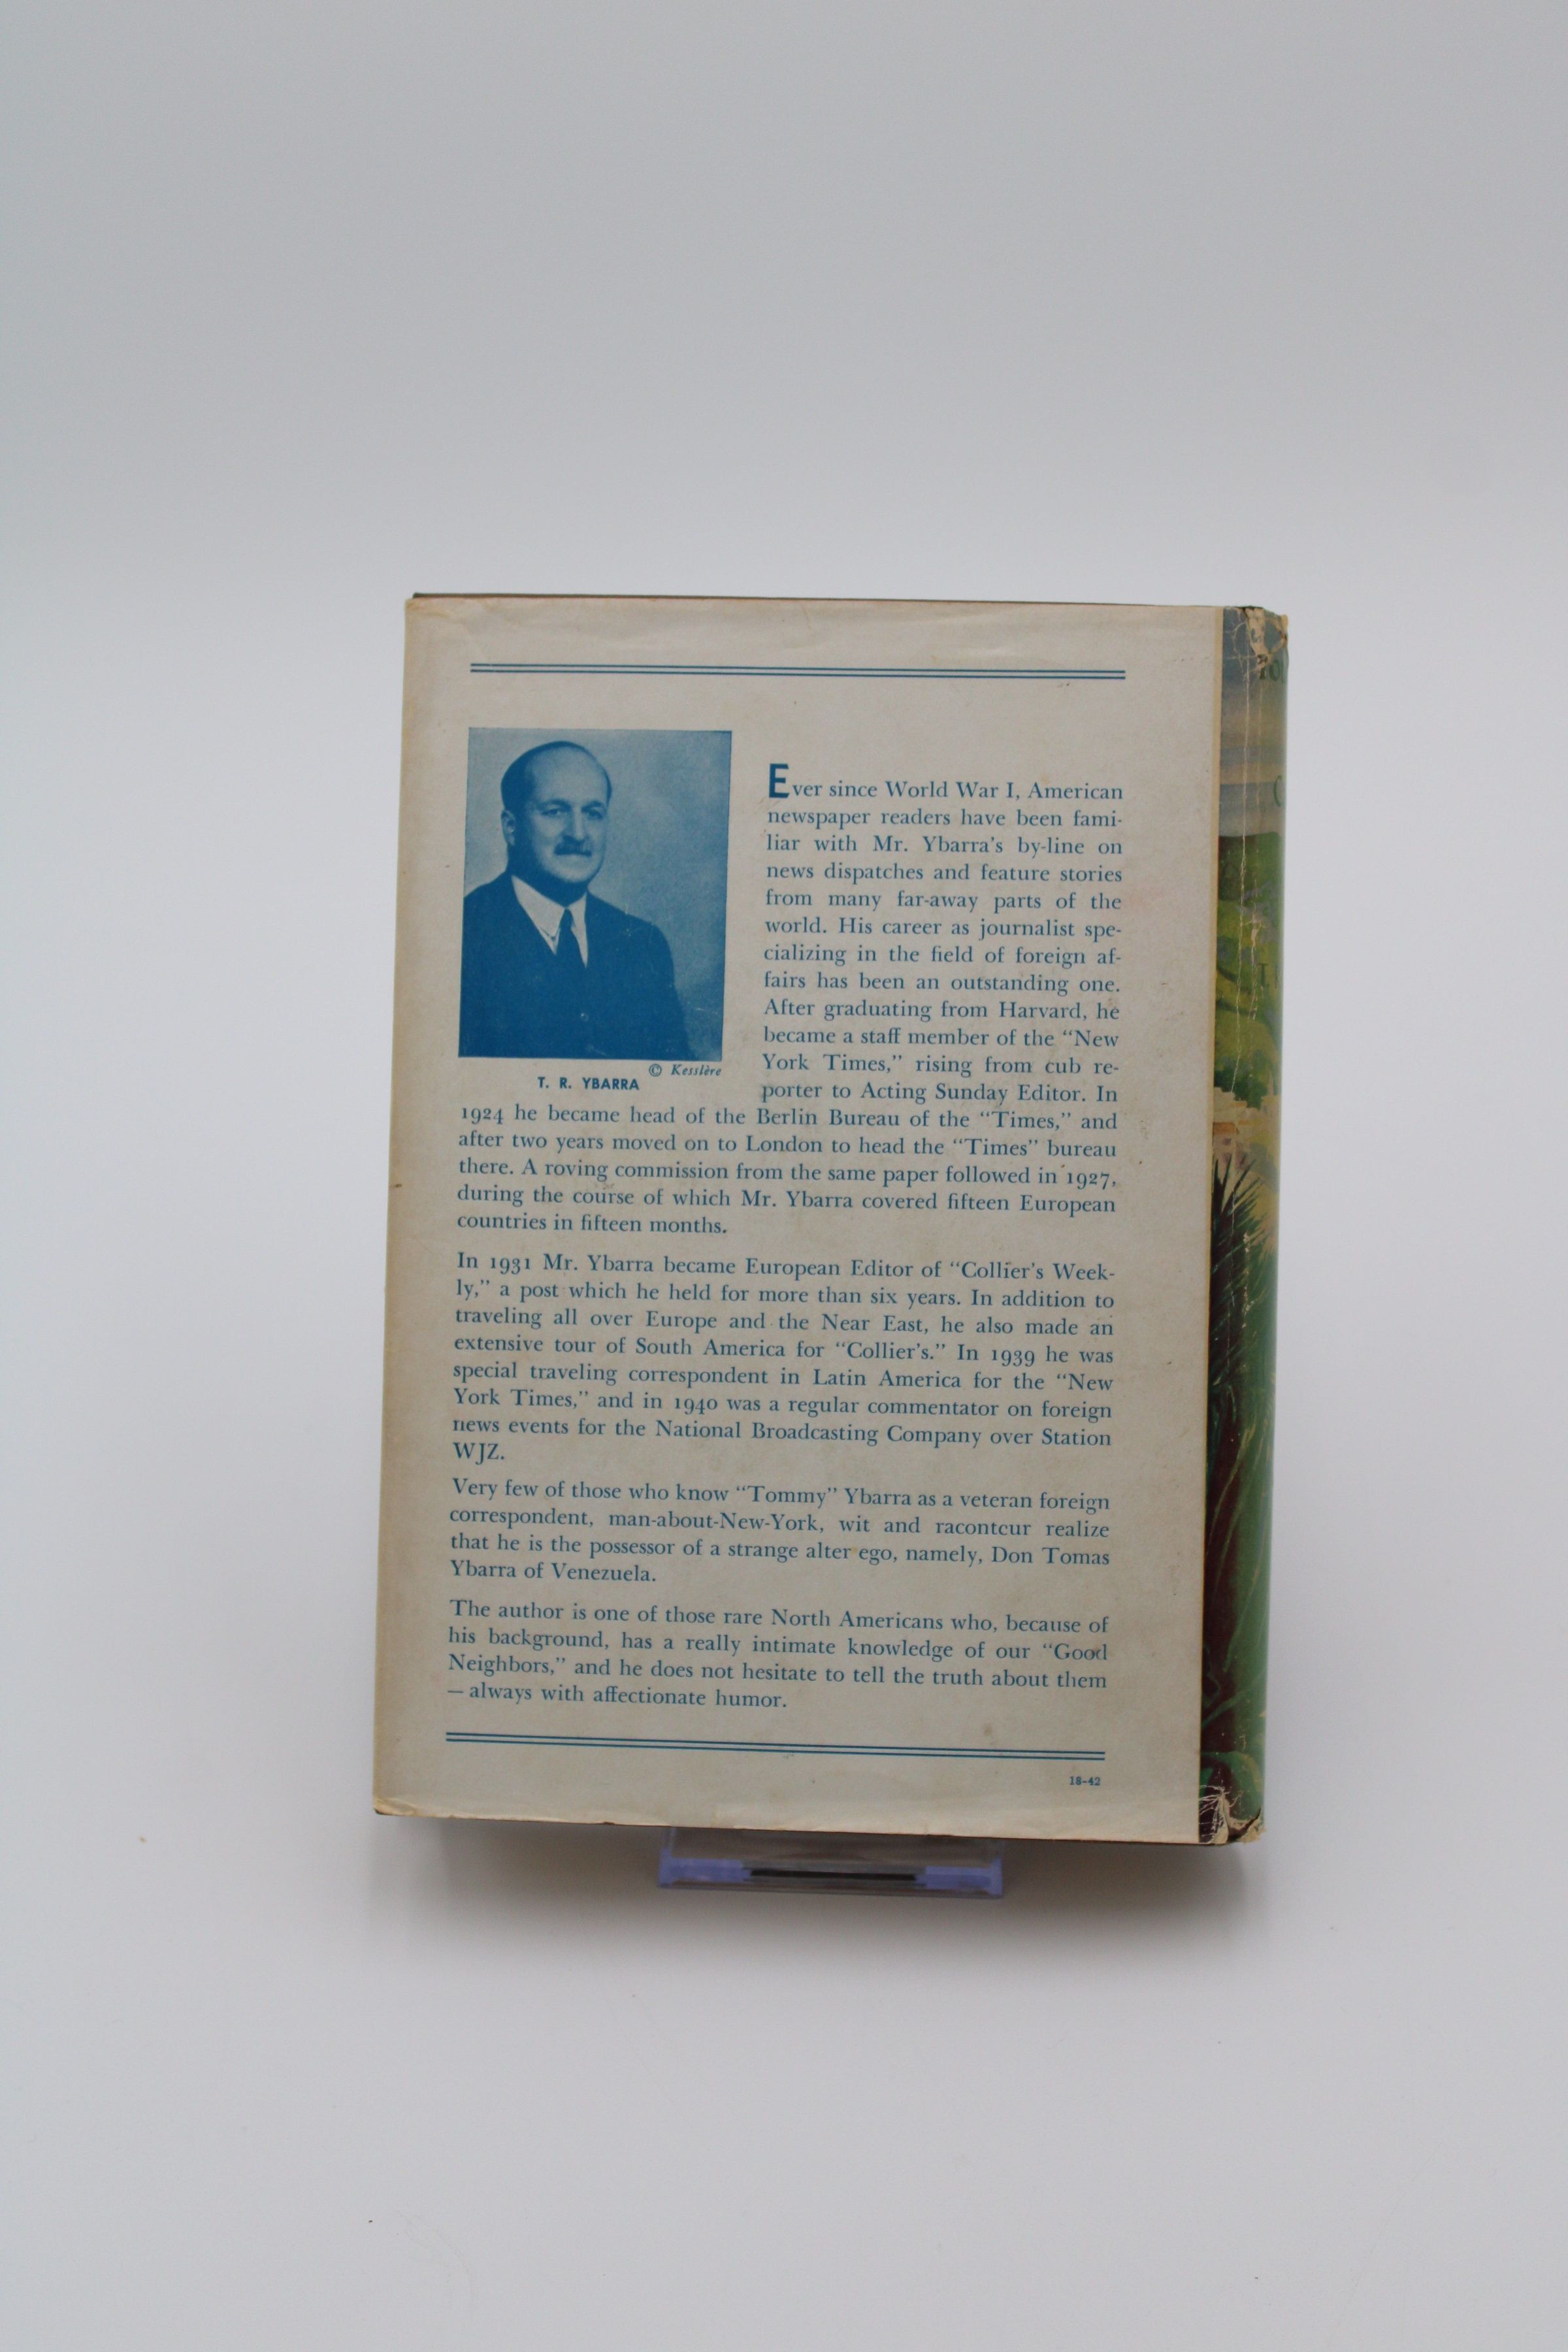 Ever since World War I, American
newspaper readers have been fami-
liar with Mr. Ybarra's by-line on
news dispatches and feature stories
from many far-away parts of the
world. His career as journalist spe-
cializing in the field of foreign af-
fairs has been an outstanding one.
After graduating from Harvard, he
became a staff member of the "New
York Times," rising from cub re-
porter to Acting Sunday Editor. In
© Kesslère
T. R. YBARRA
1924 he became head of the Berlin Bureau of the "Times," and
after two years moved on to London to head the "Times" bureau
there. A roving commission from the same paper followed in 1927,
during the course of which Mr. Ybarra covered fifteen European
countries in fifteen months.
In 1931 Mr. Ybarra became European Editor of "Collier's Week-
ly," a post which he held for more than six years. In addition to
traveling all over Europe and the Near East, he also made an
extensive tour of South America for "Collier's." In 1939 he was
special traveling correspondent in Latin America for the "New
York Times," and in 1940 was a regular commentator on foreign
news events for the National Broadcasting Company over Station
WJZ.
Very few of those who know "Tommy" Ybarra as a veteran foreign
correspondent, man-about-New-York, wit and raconteur realize
that he is the possessor of a strange alter ego, namely, Don Tomas
Ybarra of Venezuela.
The author is one of those rare North Americans who, because of
his background, has a really intimate knowledge of our "Good
Neighbors," and he does not hesitate to tell the truth about them
— always with affectionate humor.
18-42